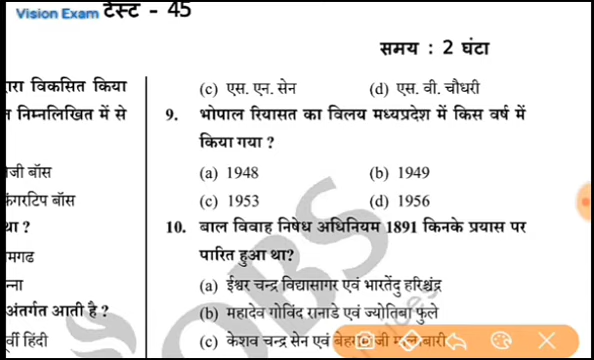 Vision Exam टेस्ट - 45
समय : 2 घंटा
द्वारा विकसित किया
निम्नलिखित में से
जी बॉस
फिंगरटिप बॉस
था ?
मगढ
अंतर्गत आती है ?
हिंदी
(c) एस. एन. सेन (d) एस. वी. चौधरी
9. भोपाल रियासत का विलय मध्यप्रदेश में किस वर्ष में
किया गया ?
(a) 1948 (b) 1949
(c) 1953 (d) 1956
10. बाल विवाह निषेध अधिनियम 1891 किनके प्रयास पर
पारित हुआ था?
(a) ईश्वर चन्द्र विद्यासागर एवं भारतेंदु हरिश्चंद्र
(b) महादेव गोविंद रानाडे एवं ज्योतिबा फुले
(c) केशव चन्द्र सेन एवं
JOBS